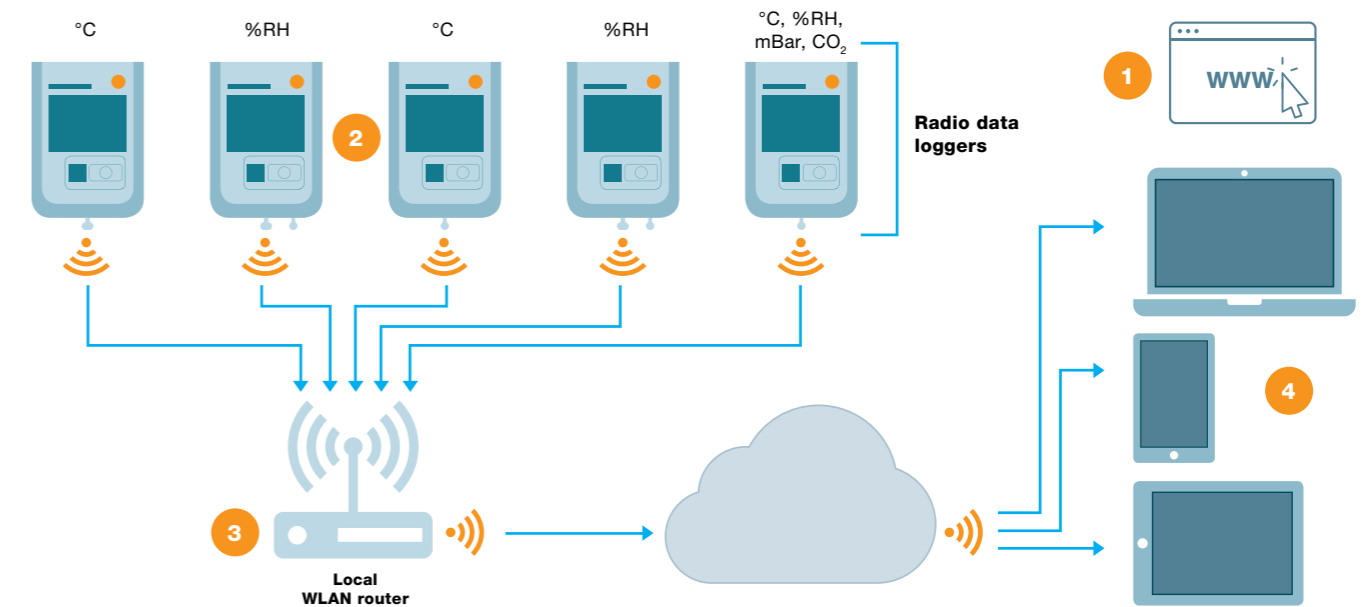 °C
%RH
°C
%RH
°C, %RH,
mBar, CO₂
Radio data
loggers
1
www
2
3
Local
WLAN router
4